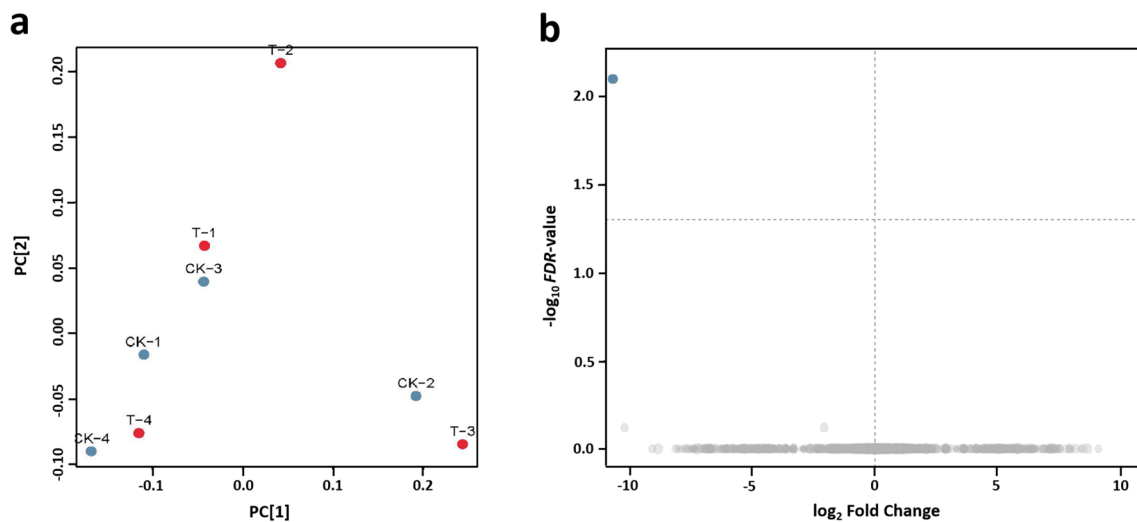 a
T-2
T-1
CK-3
CK-1
CK-2
T-4
CK-4
T-3
PC[2]
0.20
0.15
0.10
0.05
0.00
-0.05
-0.10
-0.1
0.0
0.1
0.2
PC[1]
b
-log10 FDR-value
2.0
1.5
1.0
0.5
0.0
-10
-5
0
5
10
log2 Fold Change